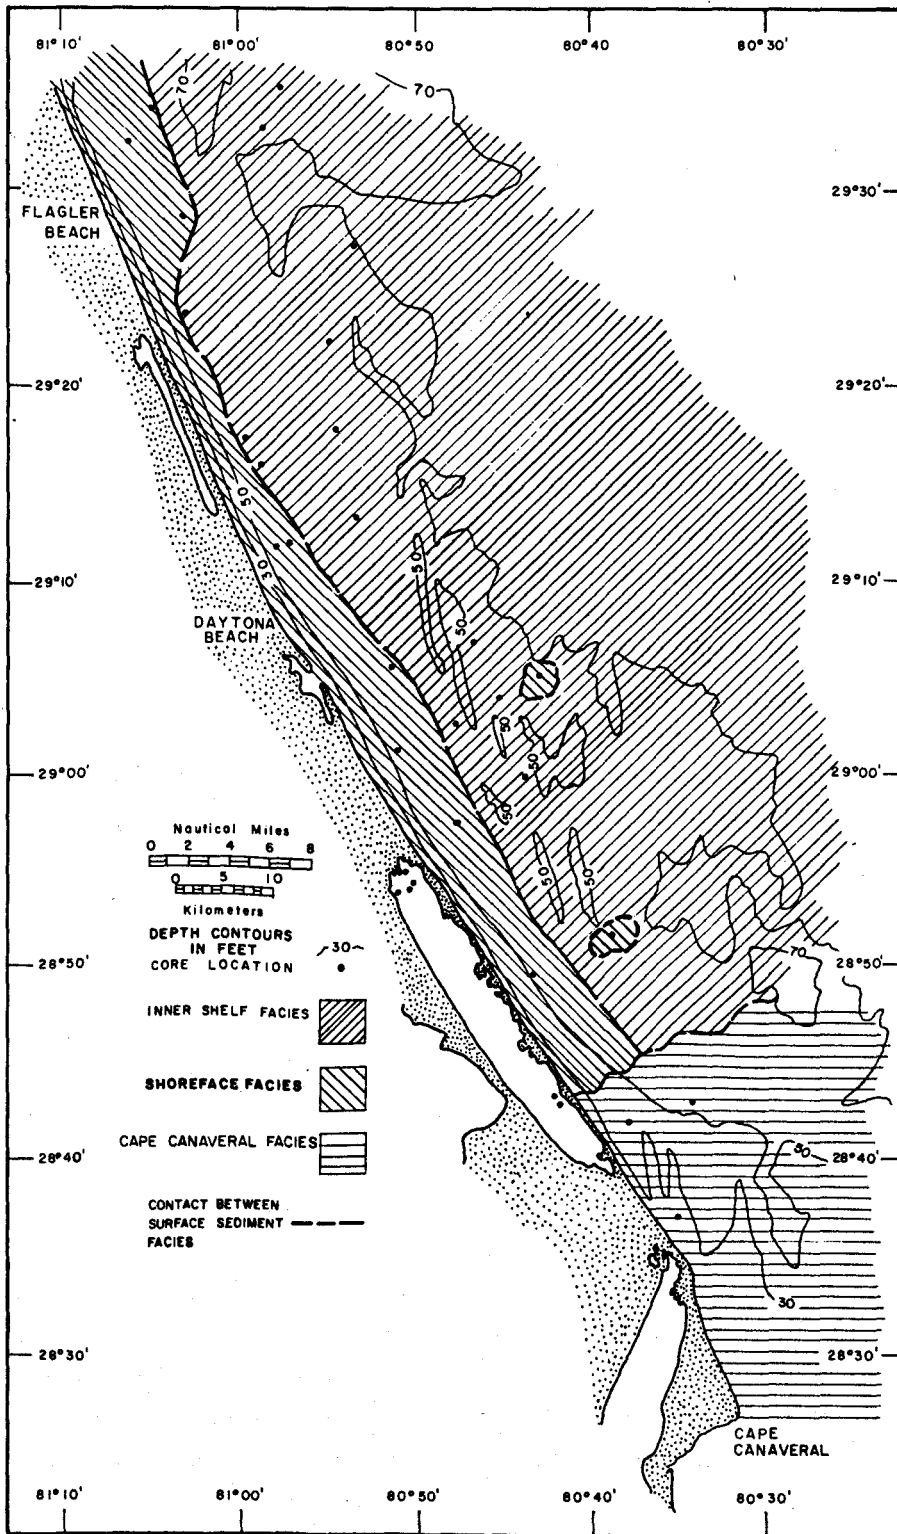 81°10' 81°00' 80°50 80°40' 80°30'
70
70
29°30'
FLAGLER
BEACH
29°20' 29°20'
50
30
50
29°10' 29°10'
50
DAYTONA
BEACH
50
50
29°00' 29°00'
50
Nautical Miles
0 2 4 6 8
0 5 10
Kilometers
50
50
DEPTH CONTOURS
IN FEET
30
CORE LOCATION
70
28°50' 28°50'
INNER SHELF FACIES
SHOREFACE FACIES
CAPE CANAVERAL FACIES
50
28°40' 28°40'
CONTACT BETWEEN
SURFACE SEDIMENT
FACIES
30
28°30' 28°30'
CAPE
CANAVERAL
81°10' 81°00' 80°50' 80°40' 80°30'